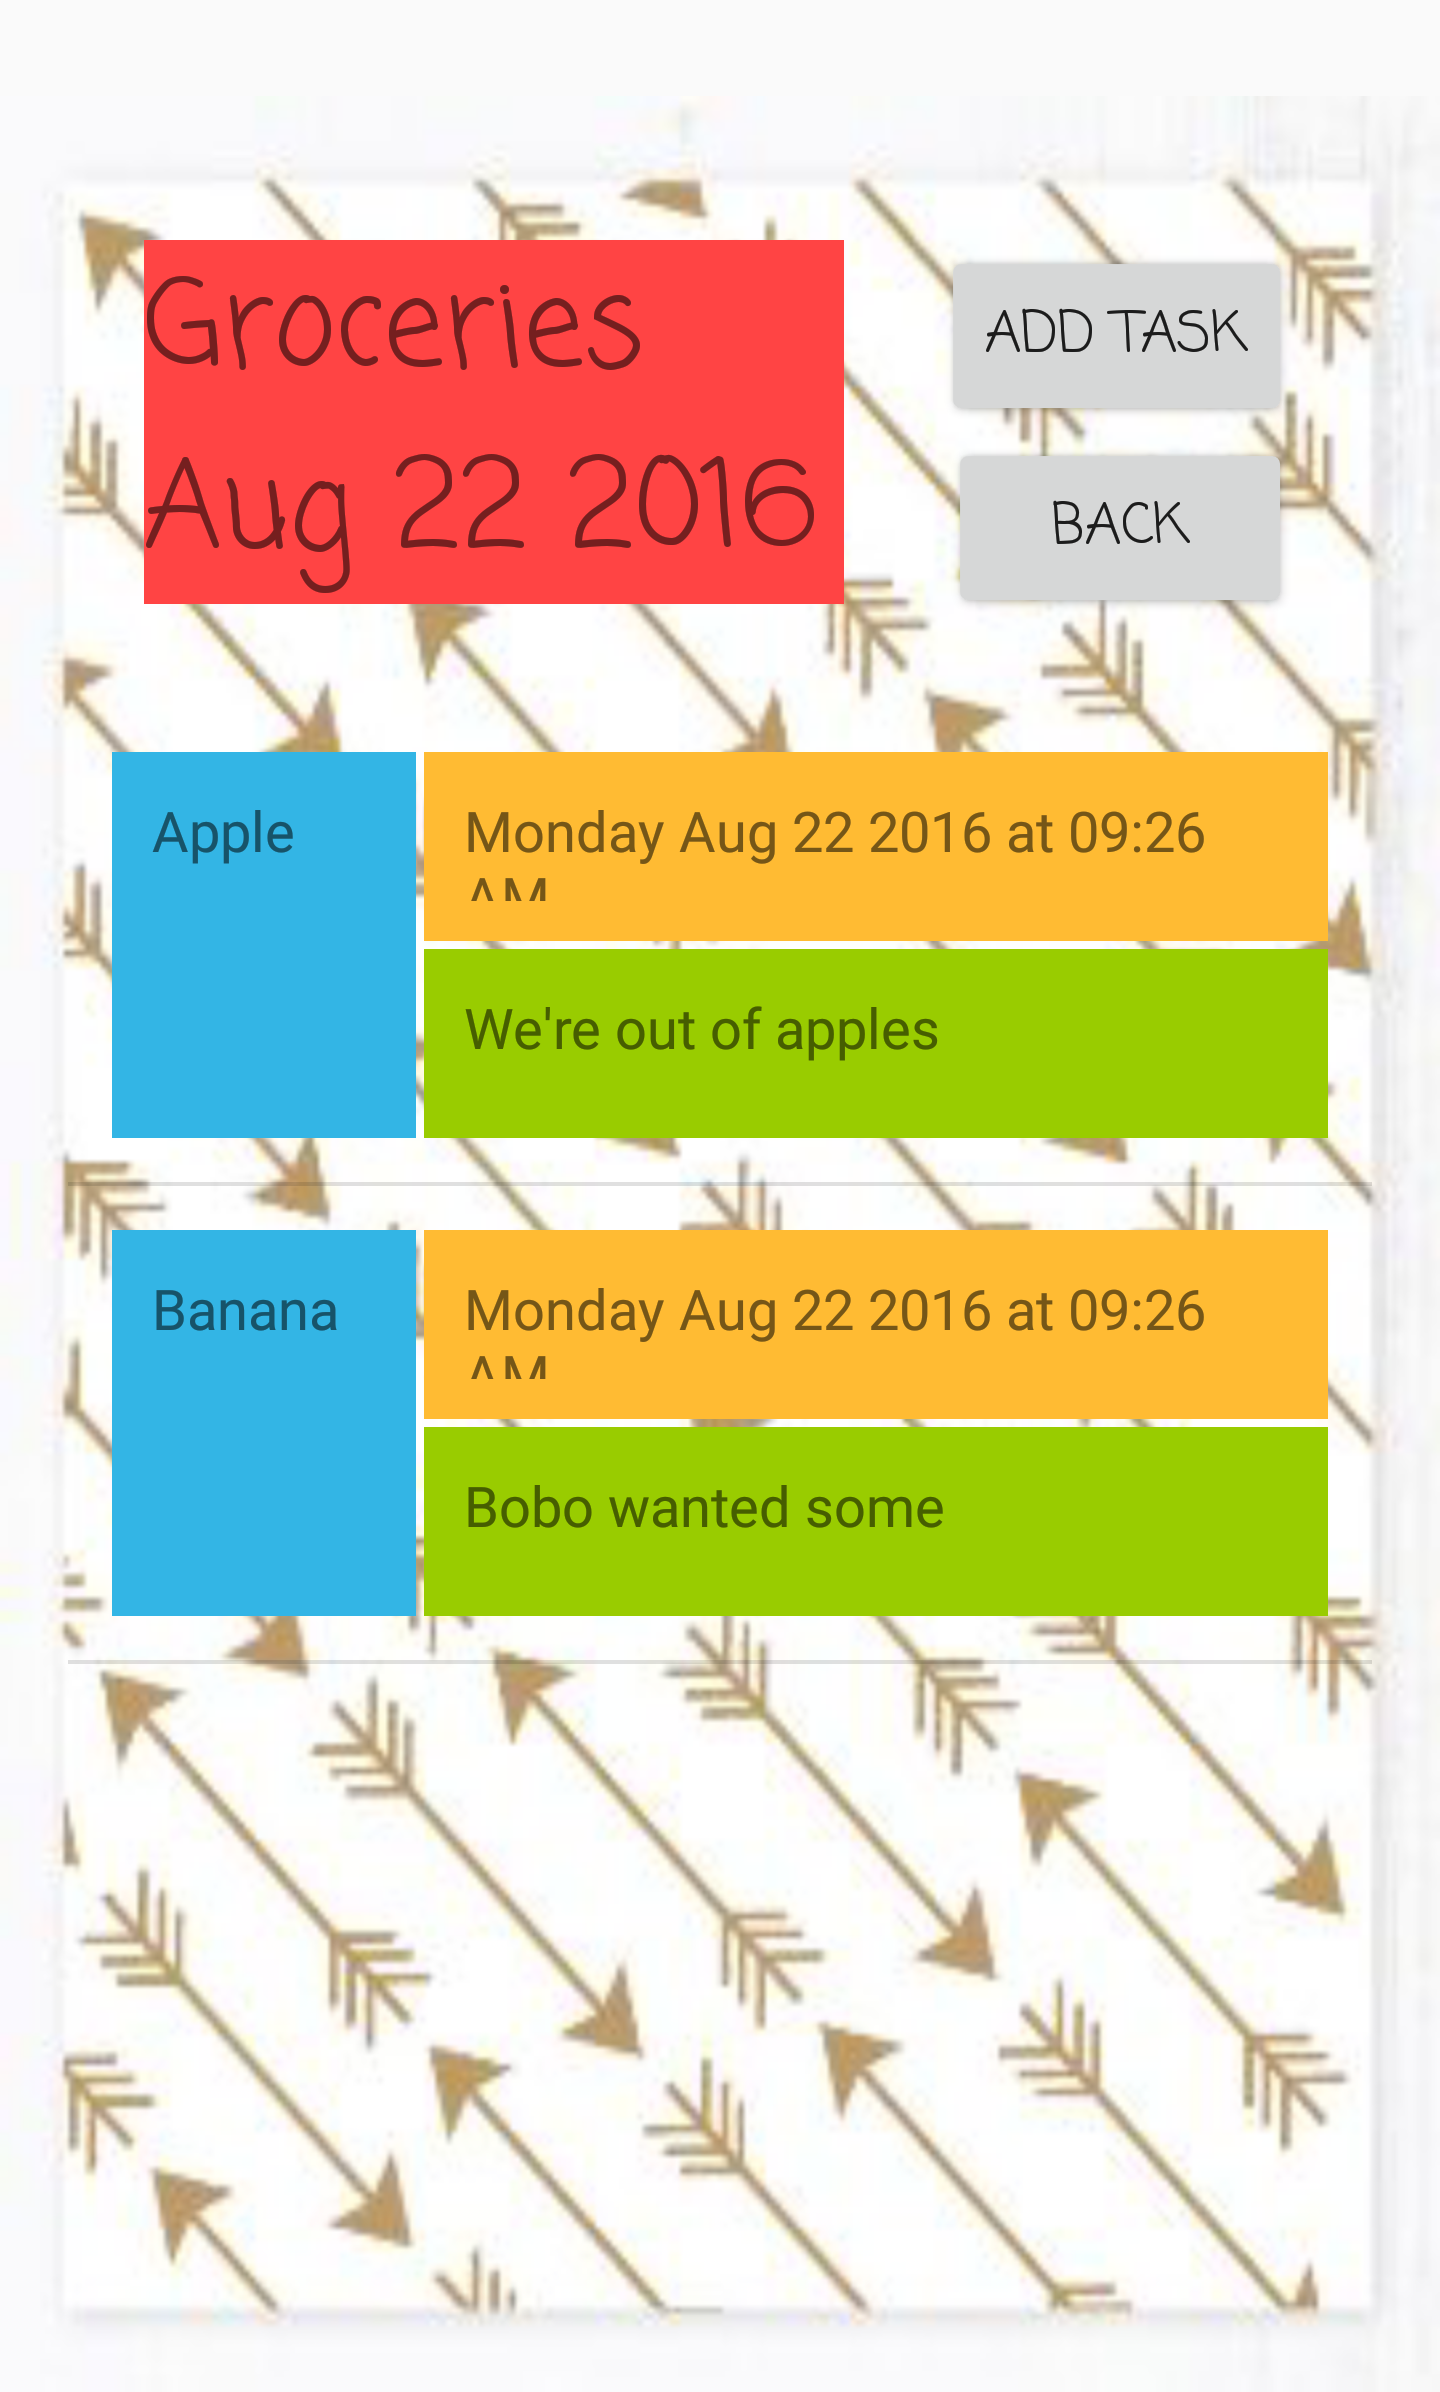 Groceries
Aug 22 2016
ADD TASK
BACK
Apple
Monday Aug 22 2016 at 09:26
AM
We're out of apples
Banana
Monday Aug 22 2016 at 09:26
AM
Bobo wanted some